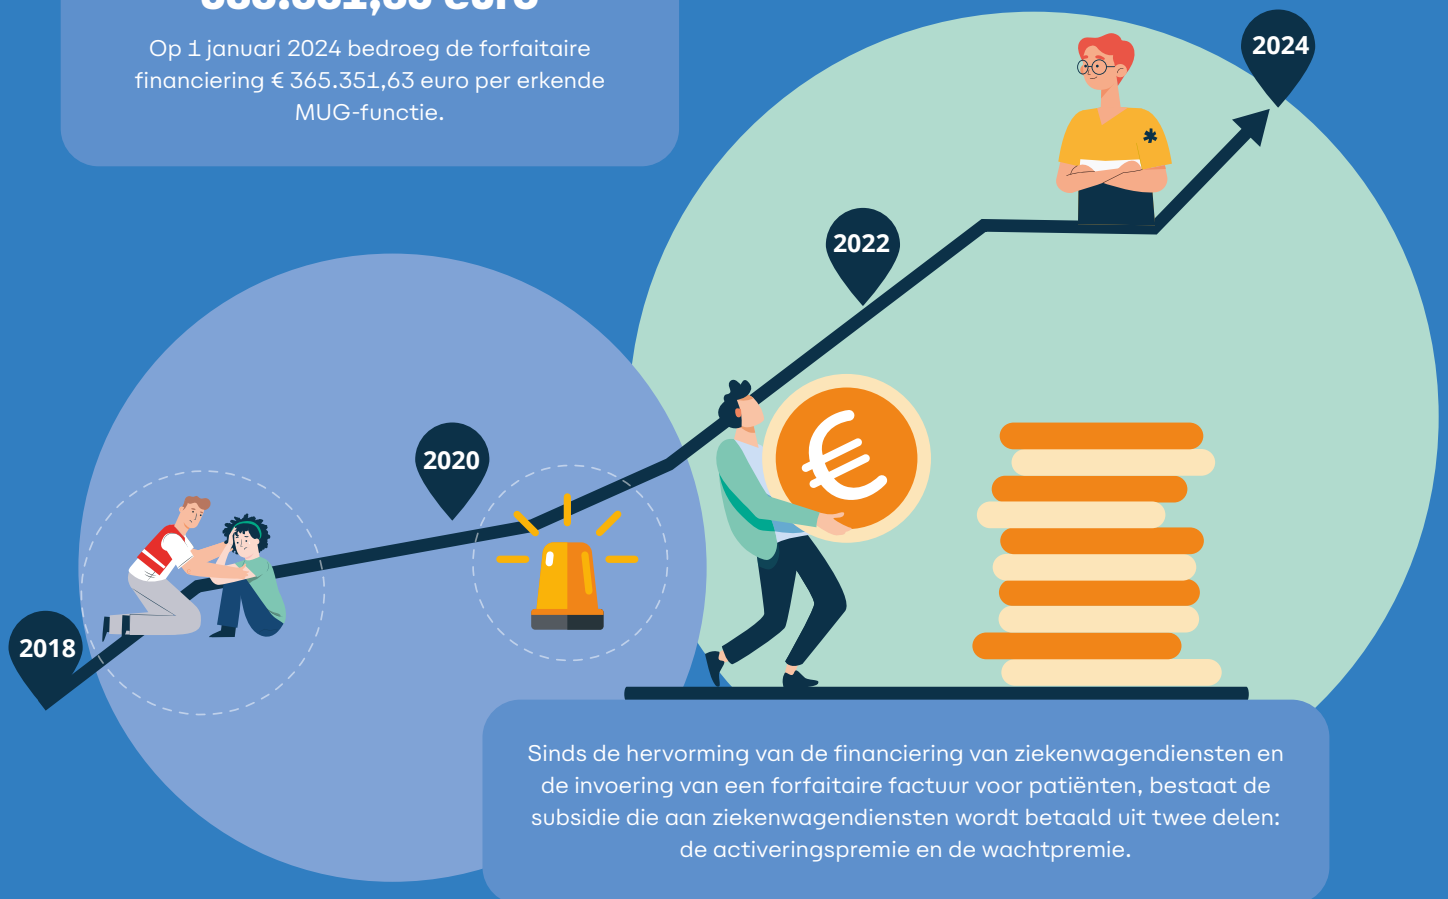 euro
Op 1 januari 2024 bedroeg de forfaitaire
financiering € 365.351,63 euro per erkende
MUG-functie.
2024
2022
2020
2018
€
Sinds de hervorming van de financiering van ziekenwagendiensten en
de invoering van een forfaitaire factuur voor patiënten, bestaat de
subsidie die aan ziekenwagendiensten wordt betaald uit twee delen:
de activeringspremie en de wachtpremie.